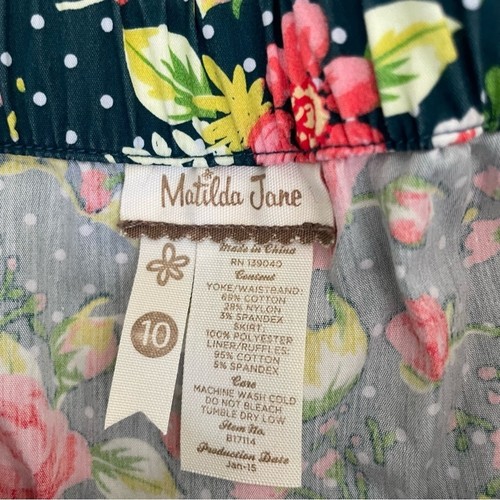 Matilda Jane
Made in China
RN 139040
Content
YOKE/WAISTBAND:
69% COTTON
28% NYLON
3% SPANDEX
SKIRT:
100% POLYESTER
LINER/RUFFLES:
95% COTTON
5% SPANDEX
Care
MACHINE WASH COLD
DO NOT BLEACH
TUMBLE DRY LOW
Item No.
B17114
Production Date
Jan-15
10